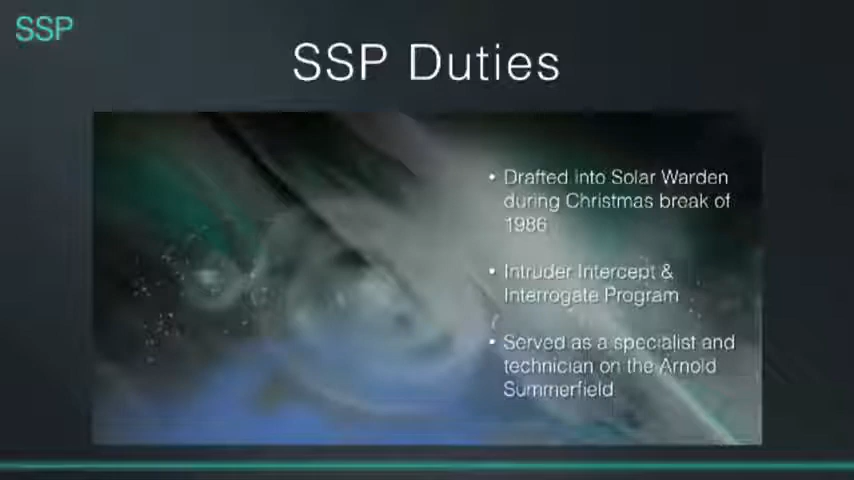 SSP
SSP Duties
• Drafted into Solar Warden
during Christmas break of
1986
• Intruder Intercept &
Interrogate Program
• Served as a specialist and
technician on the Arnold
Summerfield